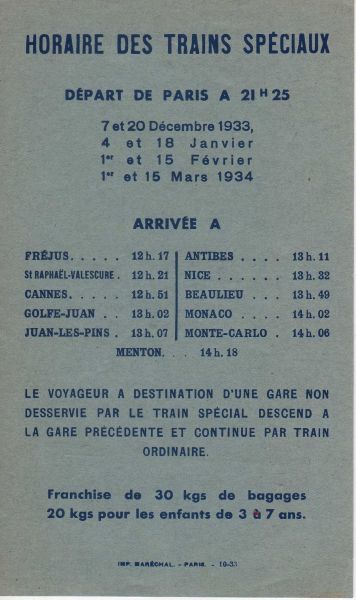 HORAIRE DES TRAINS SPÉCIAUX
DÉPART DE PARIS A 21 H 25
7 et 20 Décembre 1933,
4 et 18 Janvier
1er et 15 Février
1er et 15 Mars 1934
ARRIVÉE A
FRÉJUS. . . . . 12 h. 17
St RAPHAËL-VALESCURE . 12 h. 21
CANNES. . . . . 12 h. 51
GOLFE-JUAN . . 13 h. 02
JUAN-LES-PINS . 13 h. 07
ANTIBES . . . . 13 h. 11
NICE . . . . . . 13 h. 32
BEAULIEU . . . 13 h. 49
MONACO . . . . 14 h. 02
MONTE-CARLO . 14 h. 06
MENTON. . . 14 h. 18
LE VOYAGEUR A DESTINATION D'UNE GARE NON
DESSERVIE PAR LE TRAIN SPÉCIAL DESCEND A
LA GARE PRÉCÉDENTE ET CONTINUE PAR TRAIN
ORDINAIRE.
Franchise de 30 kgs de bagages
20 kgs pour les enfants de 3 à 7 ans.
IMP. MARÉCHAL. - PARIS. - 10-33